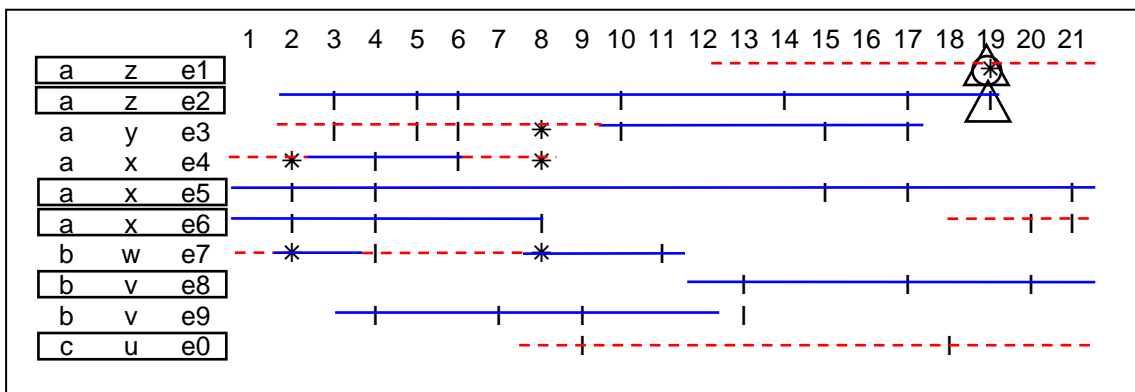 1 2 3 4 5 6 7 8 10 11 12 13 14 15 16 17 18 19 20 21
a z e1
a z e2
a y e3
a x e4
a x e5
a x e6
b w e7
b v e8
b v e9
c u e0